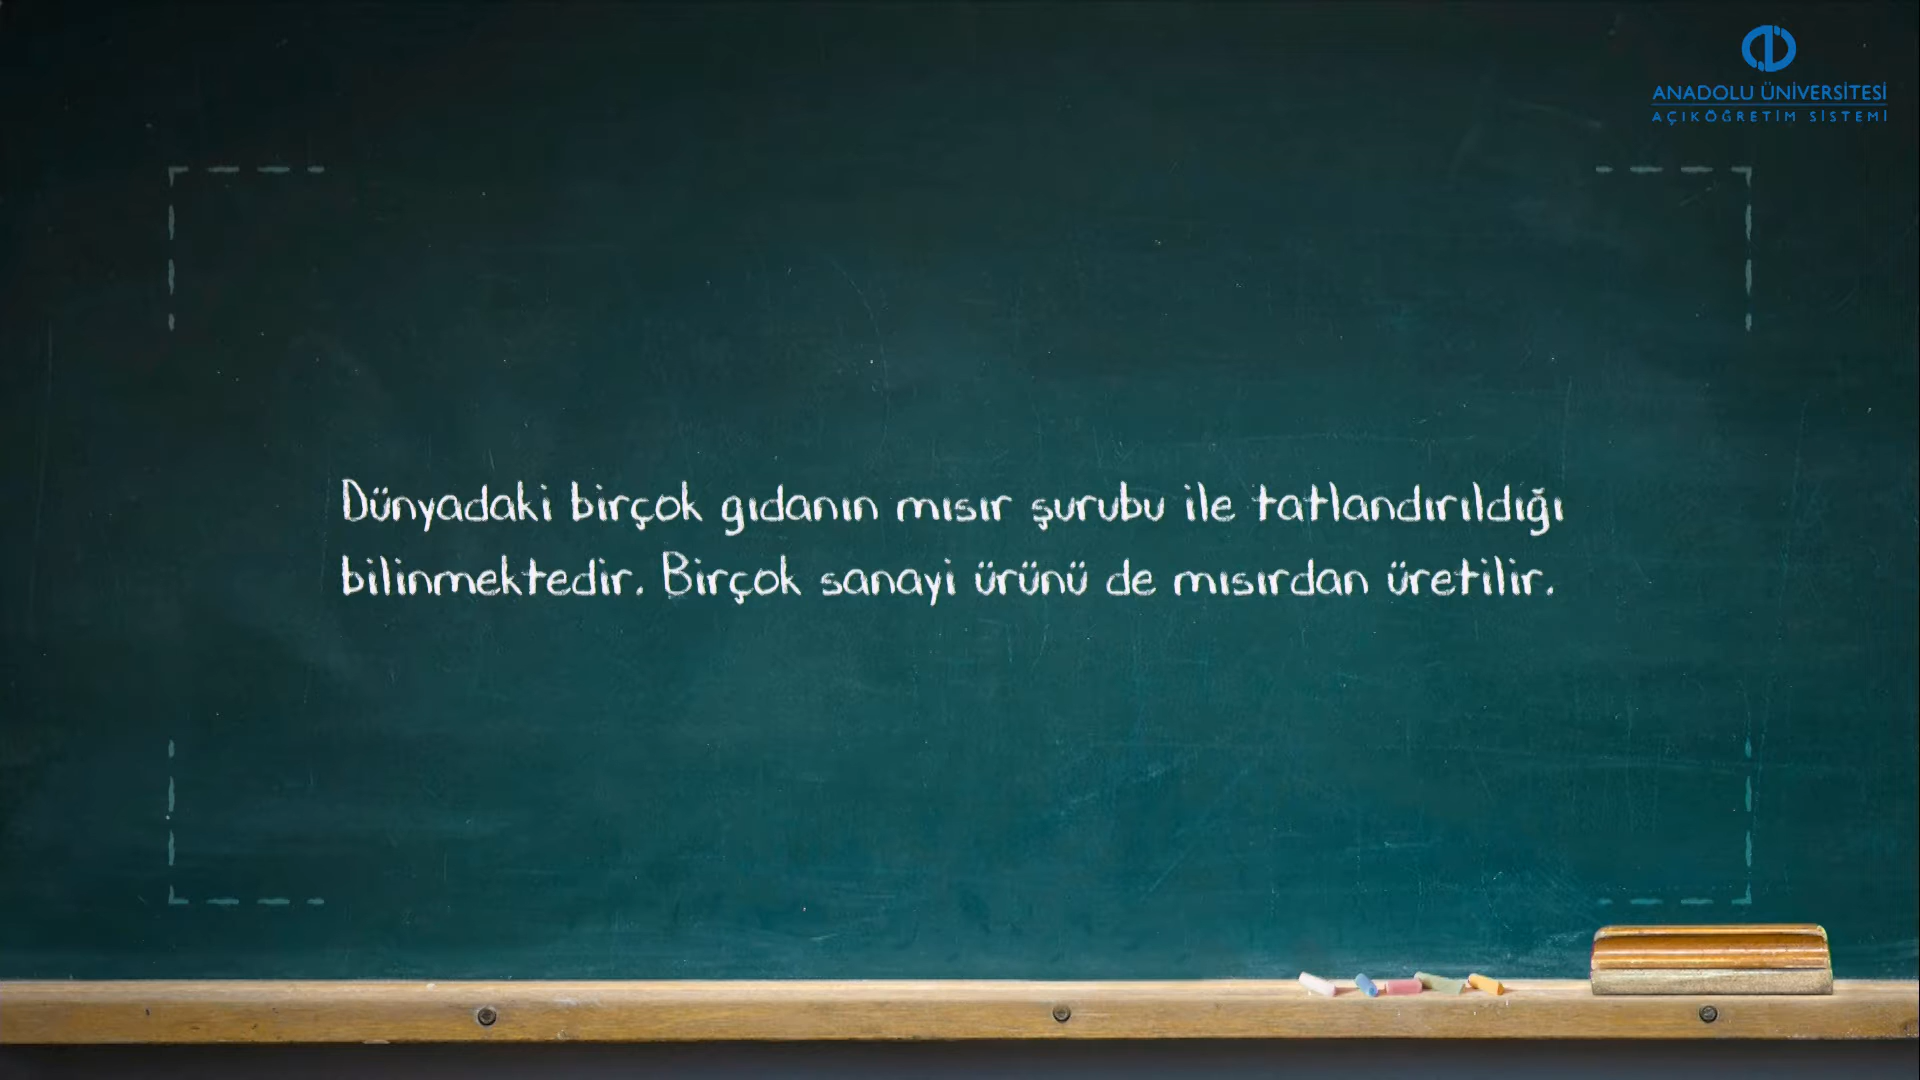 ANADOLU ÜNİVERSİTESİ
AÇIKÖĞRETİM SİSTEMİ
Dünyadaki birçok gıdanın mısır şurubu ile tatlandırıldığı
bilinmektedir. Birçok sanayi ürünü de mısırdan üretilir.